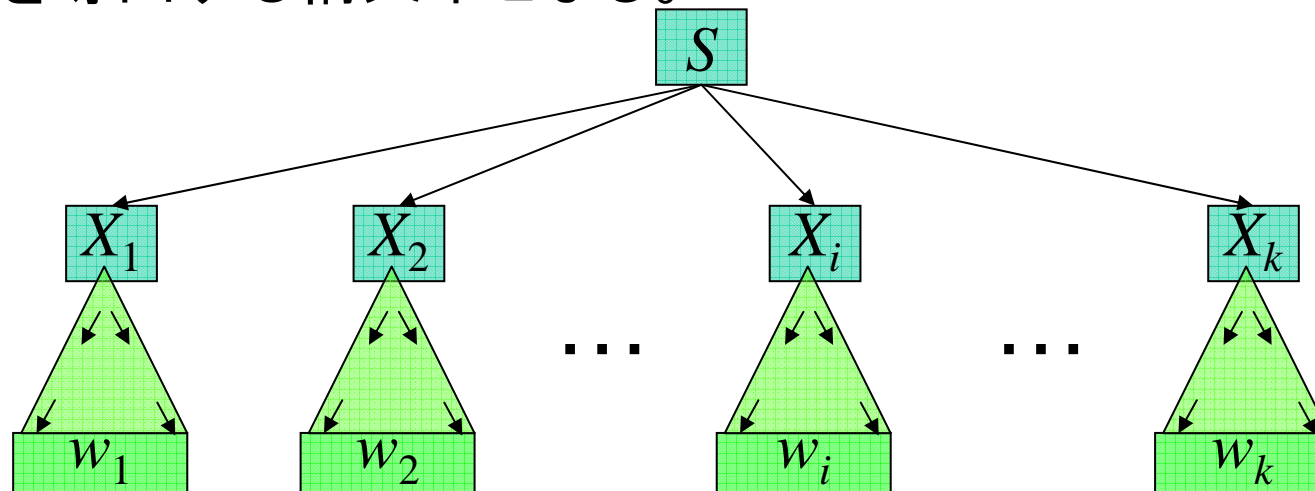 S
X₁ X₂ Xᵢ Xₖ
… …
w₁ w₂ wᵢ wₖ